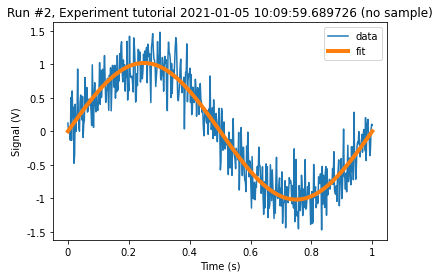 Run #2, Experiment tutorial 2021-01-05 10:09:59.689726 (no sample)
data
fit
1.5
1
0.5
0
-0.5
-1
-1.5
Signal (V)
0
0.2
0.4
0.6
0.8
1
Time (s)